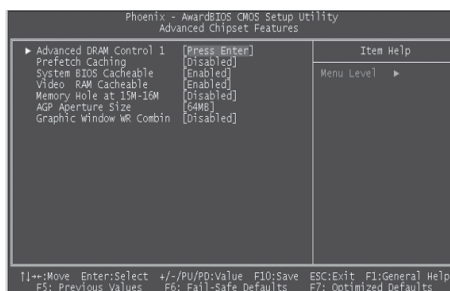 Phoenix - AwardBIOS CMOS Setup Utility
Advanced Chipset Features
▶ Advanced DRAM Control 1 [Press Enter]
Prefetch Caching [Disabled]
System BIOS Cacheable [Enabled]
Video RAM Cacheable [Enabled]
Memory Hole at 15M-16M [Disabled]
AGP Aperture Size [64MB]
Graphic Window WR Combin [Disabled]
Item Help
Menu Level ▶
↑↓→←:Move Enter:Select +/-/PU/PD:Value F10:Save ESC:Exit F1:General Help
F5: Previous Values F6: Fail-Safe Defaults F7: Optimized Defaults